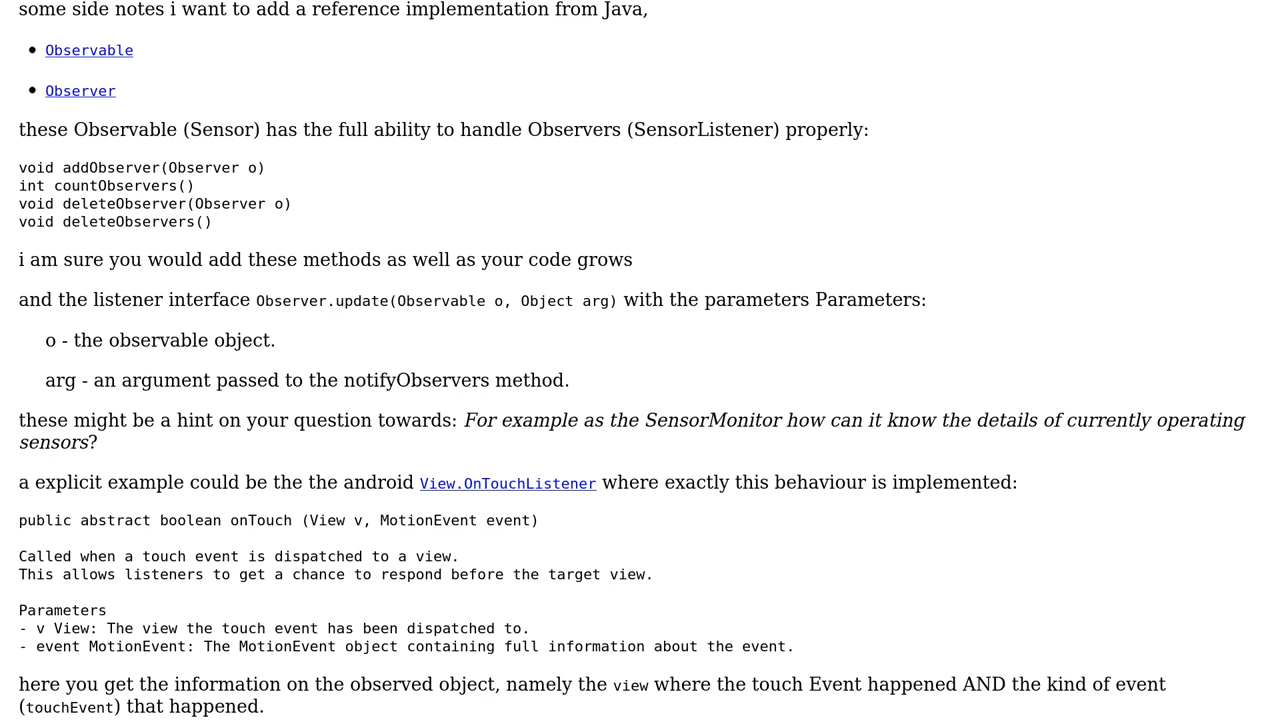 some side notes i want to add a reference implementation from Java,
• Observable
• Observer
these Observable (Sensor) has the full ability to handle Observers (SensorListener) properly:
void addObserver(Observer o)
int countObservers()
void deleteObserver(Observer o)
void deleteObservers()
i am sure you would add these methods as well as your code grows
and the listener interface Observer.update(Observable o, Object arg) with the parameters Parameters:
o - the observable object.
arg - an argument passed to the notifyObservers method.
these might be a hint on your question towards: For example as the SensorMonitor how can it know the details of currently operating
sensors?
a explicit example could be the the android View.OnTouchListener where exactly this behaviour is implemented:
public abstract boolean onTouch (View v, MotionEvent event)
Called when a touch event is dispatched to a view.
This allows listeners to get a chance to respond before the target view.
Parameters
- v View: The view the touch event has been dispatched to.
- event MotionEvent: The MotionEvent object containing full information about the event.
here you get the information on the observed object, namely the view where the touch Event happened AND the kind of event
(touchEvent) that happened.